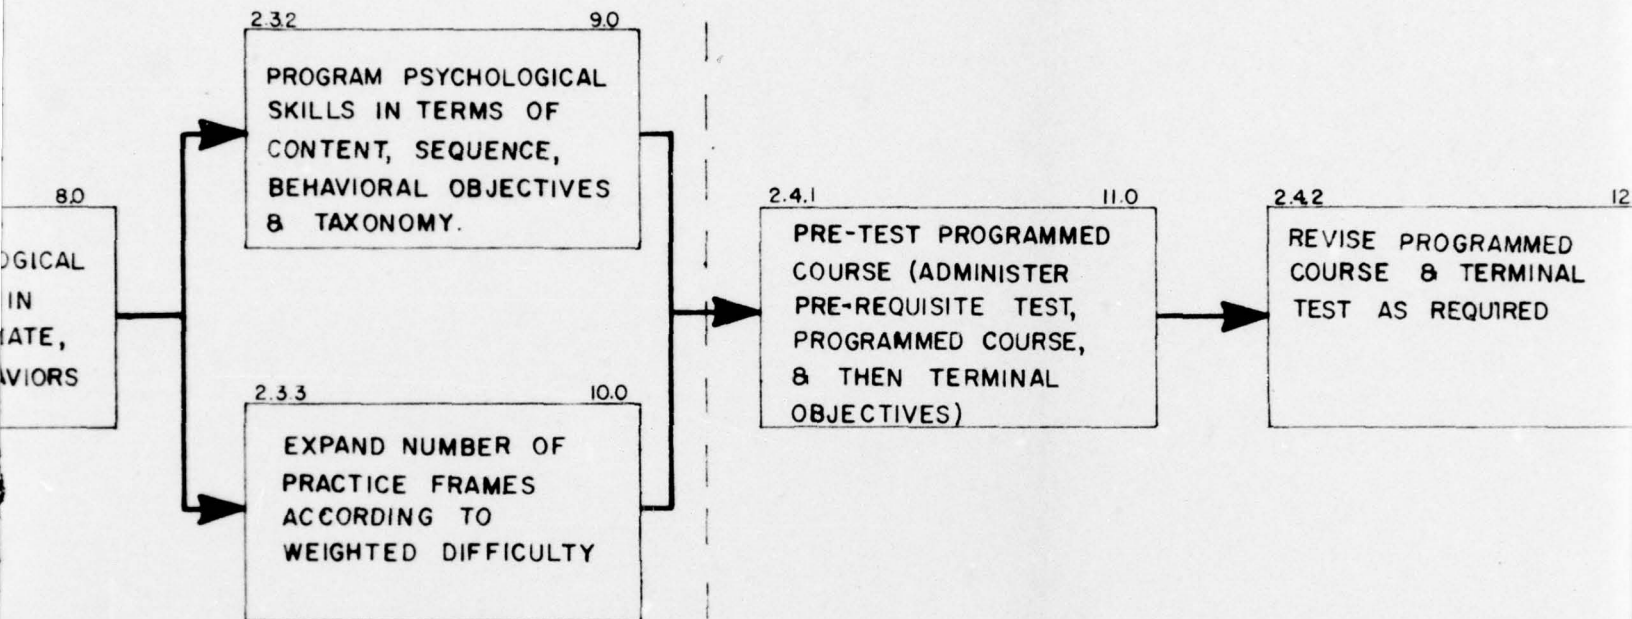 8.0
OGICAL
IN
ATE,
VIORS
2.3.2 9.0
PROGRAM PSYCHOLOGICAL
SKILLS IN TERMS OF
CONTENT, SEQUENCE,
BEHAVIORAL OBJECTIVES
& TAXONOMY.
2.3.3 10.0
EXPAND NUMBER OF
PRACTICE FRAMES
ACCORDING TO
WEIGHTED DIFFICULTY
2.4.1 11.0
PRE-TEST PROGRAMMED
COURSE (ADMINISTER
PRE-REQUISITE TEST,
PROGRAMMED COURSE,
& THEN TERMINAL
OBJECTIVES)
2.4.2 12
REVISE PROGRAMMED
COURSE & TERMINAL
TEST AS REQUIRED